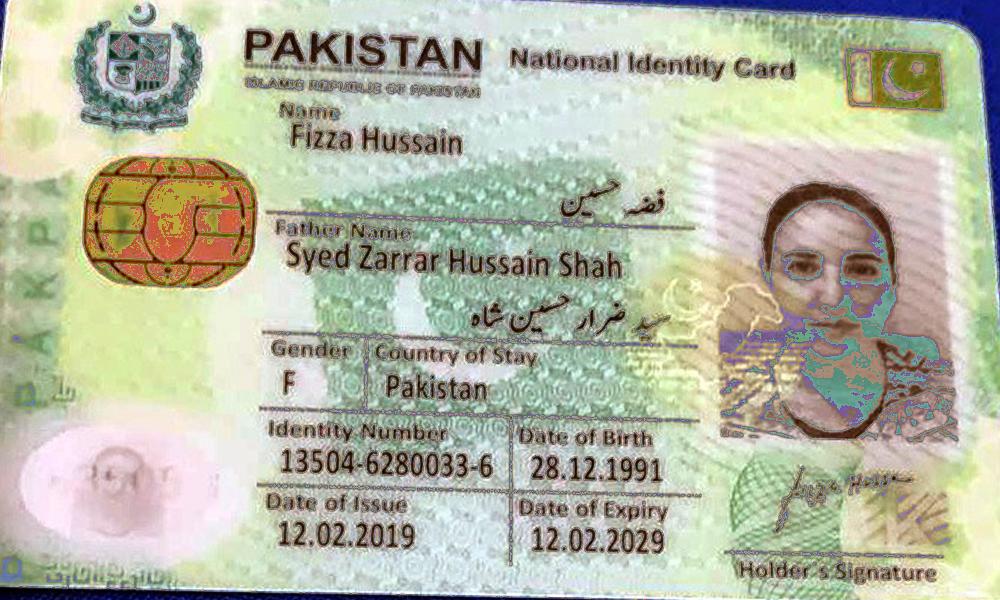 PAKISTAN National Identity Card
ISLAMIC REPUBLIC OF PAKISTAN
Name
Fizza Hussain
فضہ حسین
Father Name
Syed Zarrar Hussain Shah
سید ضرار حسین شاہ
Gender Country of Stay
F Pakistan
Identity Number Date of Birth
13504-6280033-6 28.12.1991
Date of Issue Date of Expiry
12.02.2019 12.02.2029
Holder's Signature